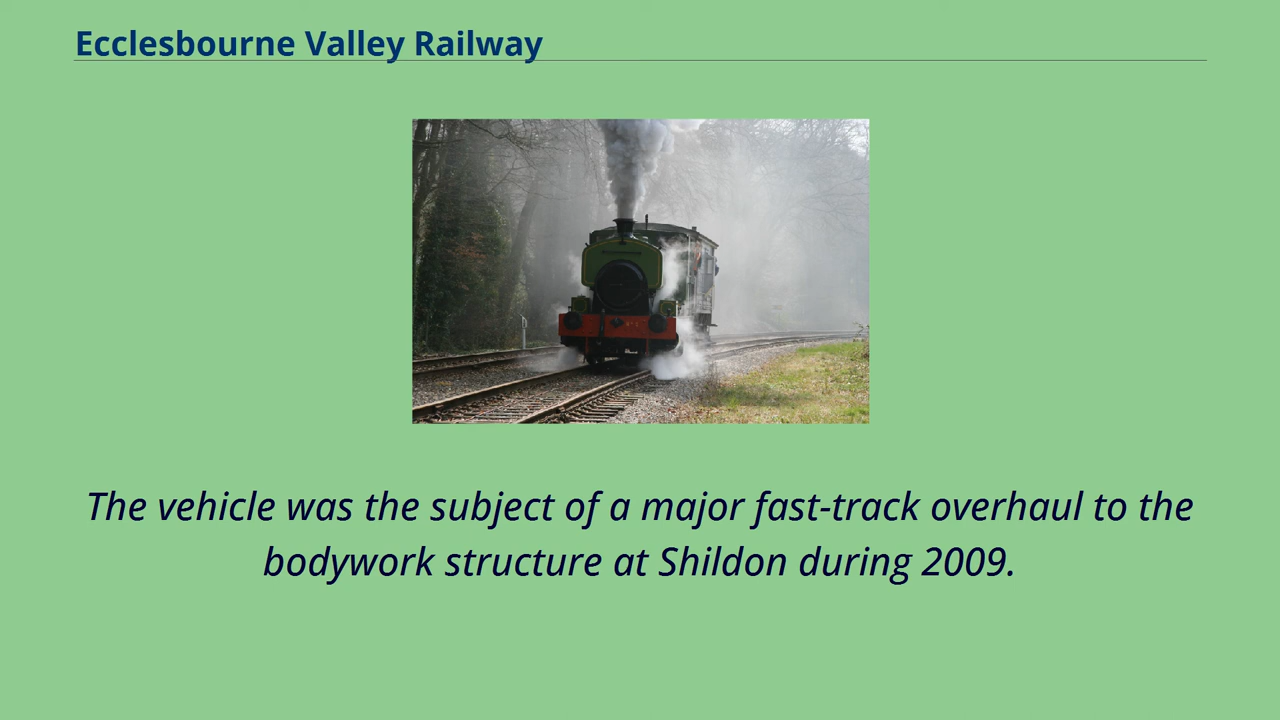 Ecclesbourne Valley Railway
The vehicle was the subject of a major fast-track overhaul to the
bodywork structure at Shildon during 2009.